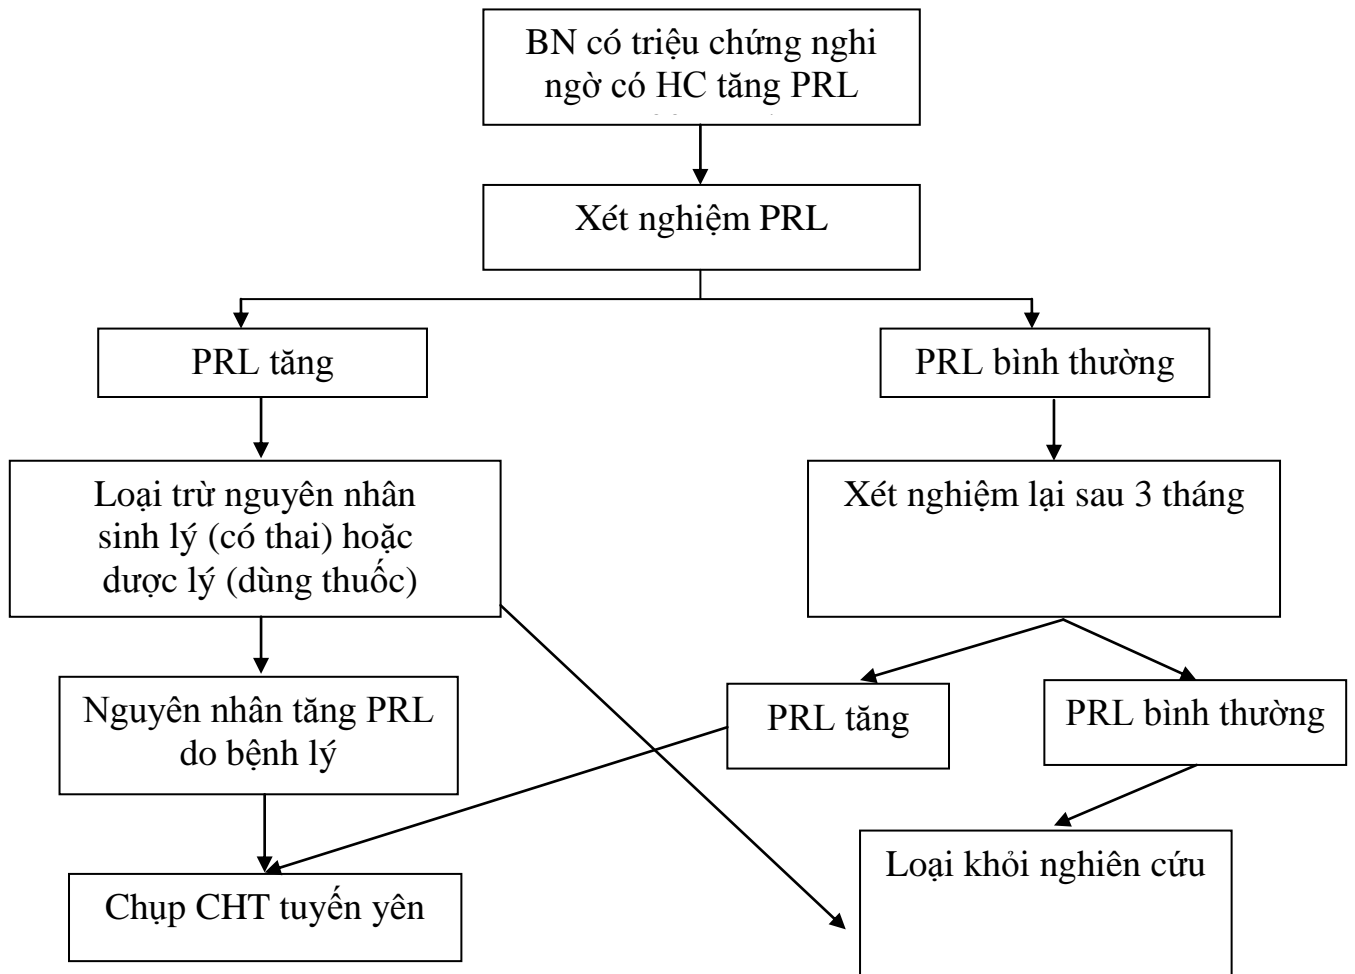 BN có triệu chứng nghi
ngờ có HC tăng PRL
Xét nghiệm PRL
PRL tăng
PRL bình thường
Loại trừ nguyên nhân
sinh lý (có thai) hoặc
dược lý (dùng thuốc)
Xét nghiệm lại sau 3 tháng
Nguyên nhân tăng PRL
do bệnh lý
PRL tăng
PRL bình thường
Chụp CHT tuyến yên
Loại khỏi nghiên cứu